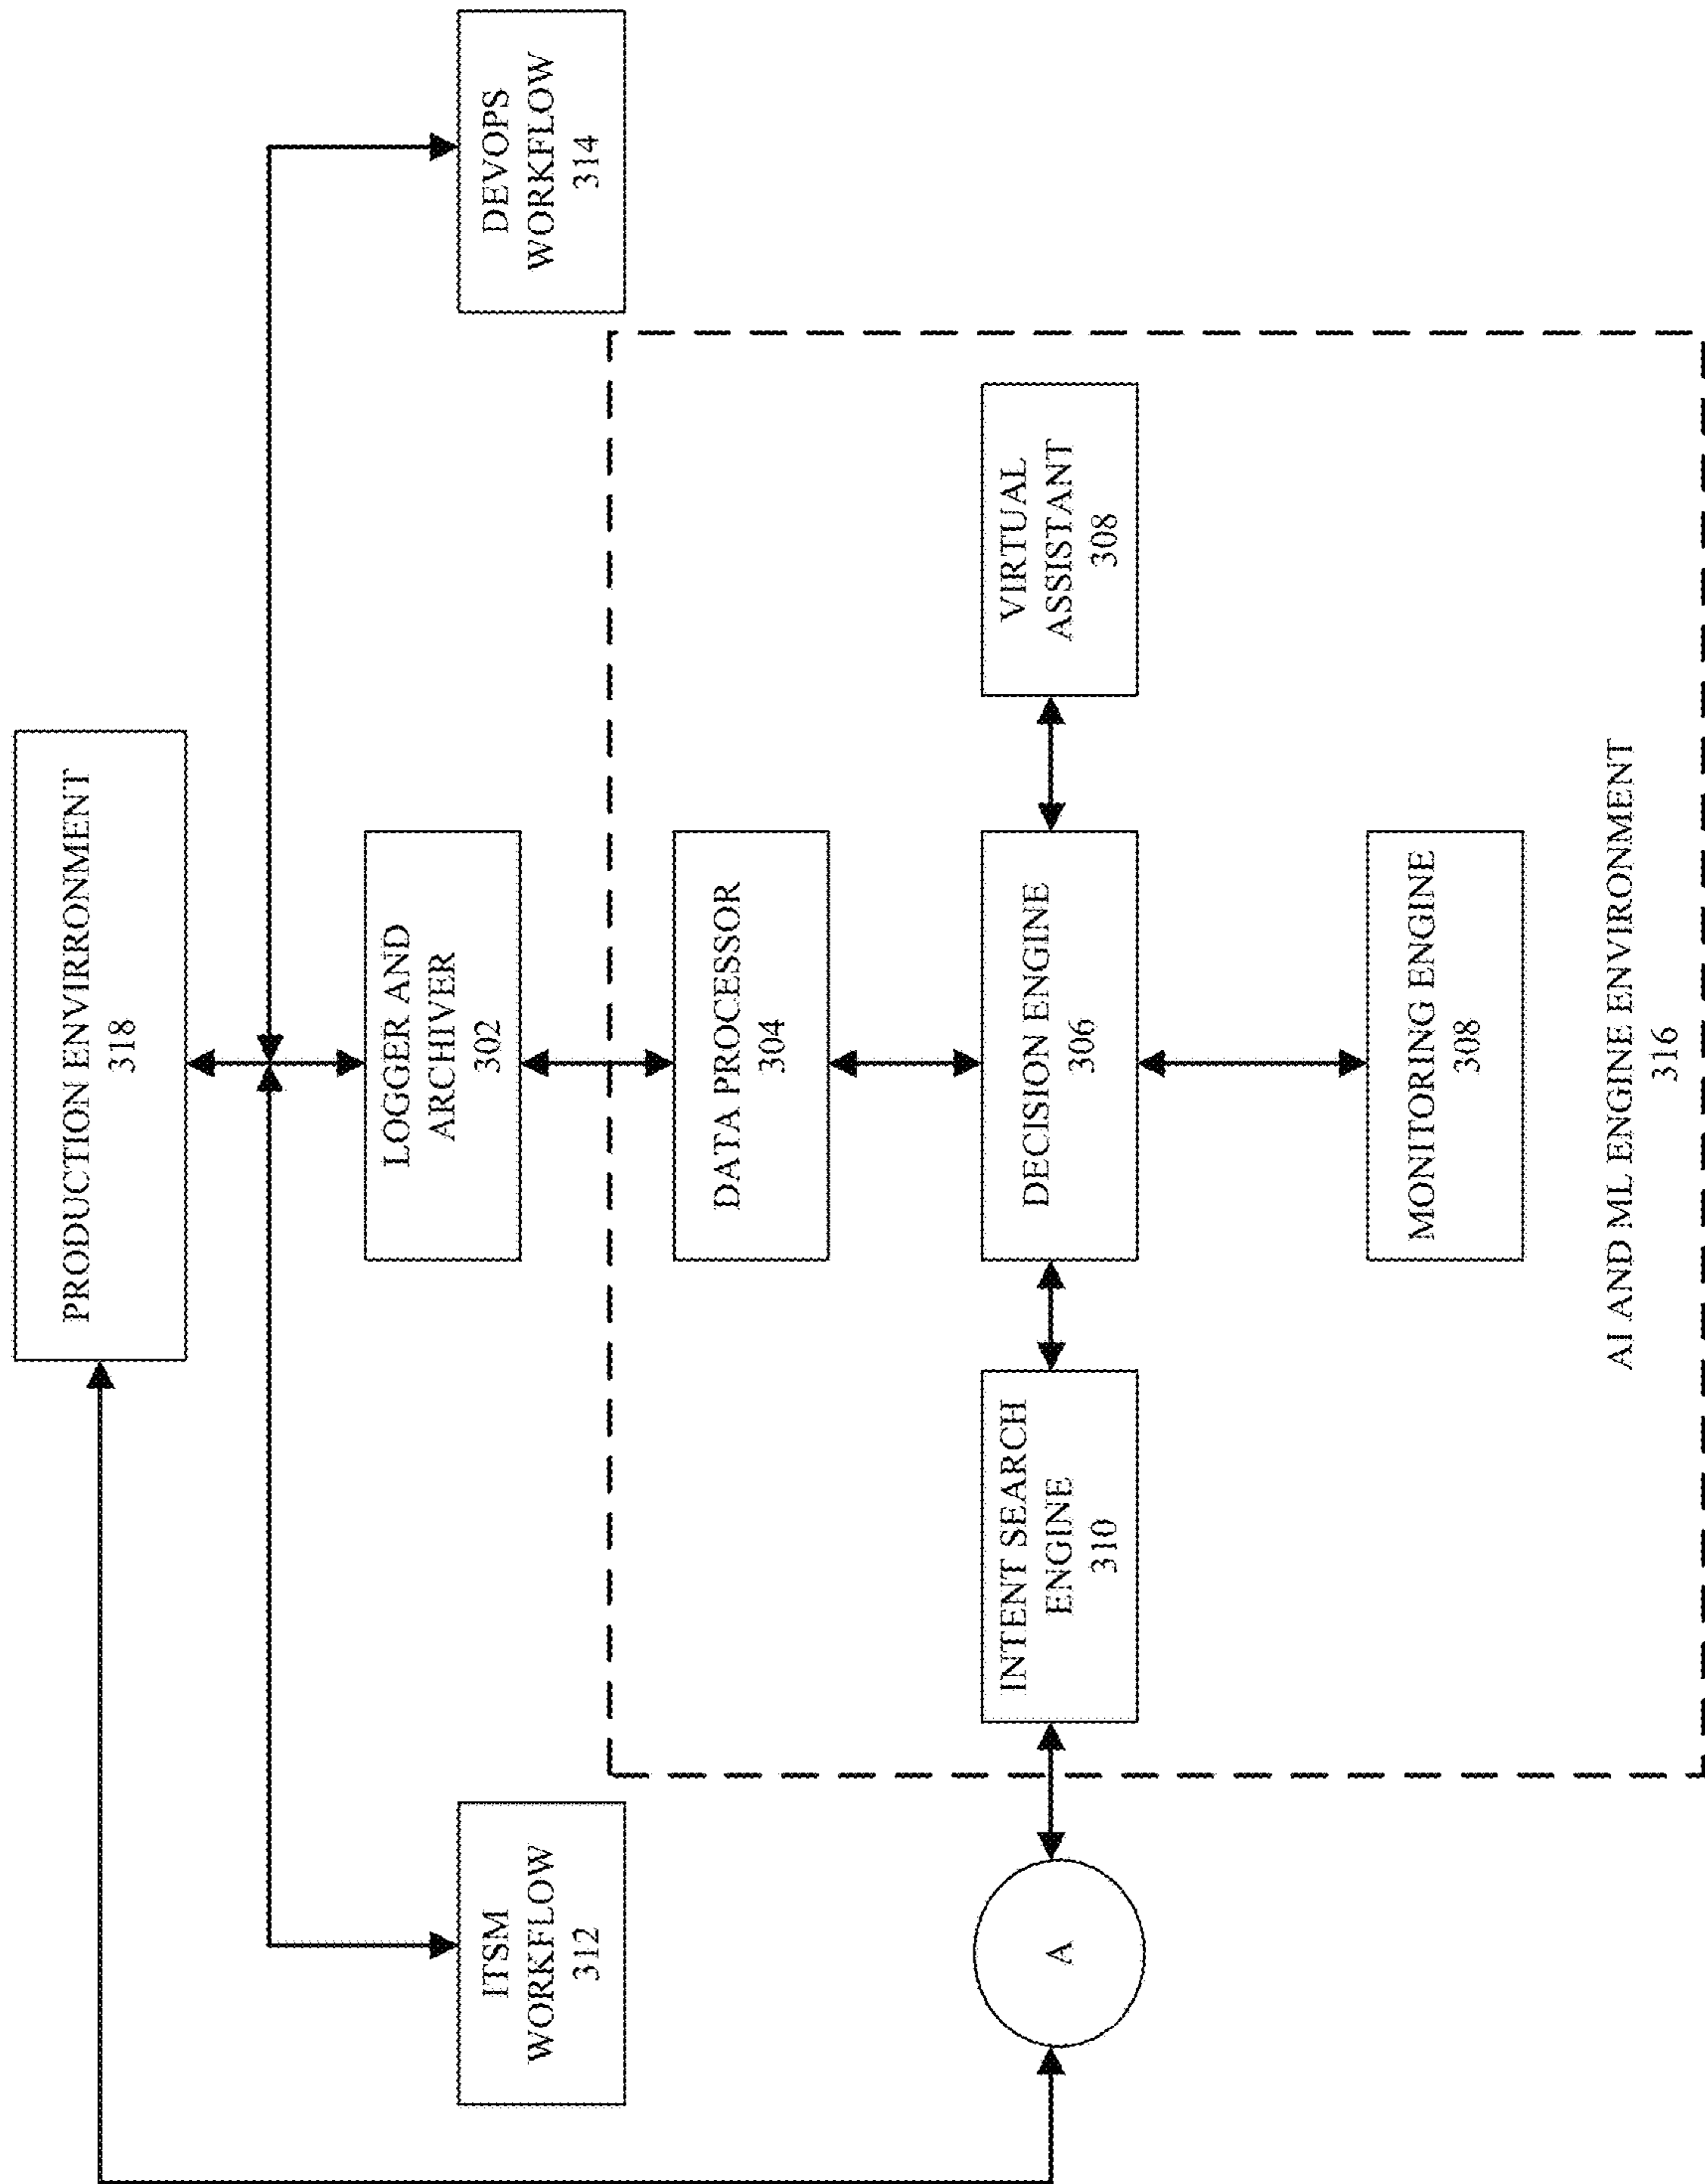 PRODUCTION ENVIRRONMENT
318
DEVOPS
WORKFLOW
314
LOGGER AND
ARCHIVER
302
ITSM
WORKFLOW
312
DATA PROCESSOR
304
VIRTUAL
ASSISTANT
308
DECISION ENGINE
306
INTENT SEARCH
ENGINE
310
A
MONITORING ENGINE
308
AI AND ML ENGINE ENVIRONMENT
316